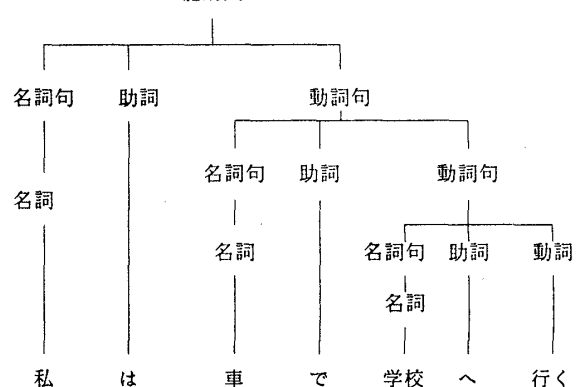 名詞句 助詞 動詞句
名詞句 助詞 動詞句
名詞
名詞 名詞句 助詞 動詞
名詞
私 は 車 で 学校 へ 行く